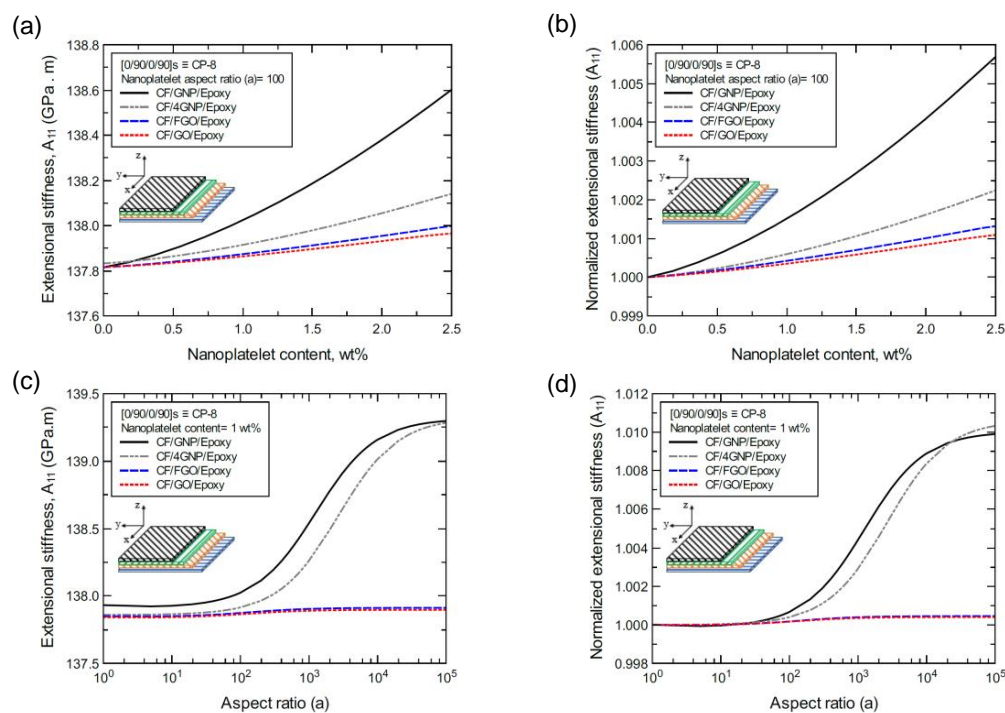 (a)
Extensional stiffness, A11 (GPa . m)
138.8
138.6
138.4
138.2
138.0
137.8
137.6
[0/90/0/90]s ≡ CP-8
Nanoplatelet aspect ratio (a)= 100
CF/GNP/Epoxy
CF/4GNP/Epoxy
CF/FGO/Epoxy
CF/GO/Epoxy
z
y
x
0.0 0.5 1.0 1.5 2.0 2.5
Nanoplatelet content, wt%
(b)
Normalized extensional stiffness (A11)
1.006
1.005
1.004
1.003
1.002
1.001
1.000
0.999
[0/90/0/90]s ≡ CP-8
Nanoplatelet aspect ratio (a)= 100
CF/GNP/Epoxy
CF/4GNP/Epoxy
CF/FGO/Epoxy
CF/GO/Epoxy
z
y
x
0.0 0.5 1.0 1.5 2.0 2.5
Nanoplatelet content, wt%
(c)
Extensional stiffness, A11 (GPa.m)
139.5
139.0
138.5
138.0
137.5
[0/90/0/90]s ≡ CP-8
Nanoplatelet content= 1 wt%
CF/GNP/Epoxy
CF/4GNP/Epoxy
CF/FGO/Epoxy
CF/GO/Epoxy
z
y
x
10^0 10^1 10^2 10^3 10^4 10^5
Aspect ratio (a)
(d)
Normalized extensional stiffness (A11)
1.012
1.010
1.008
1.006
1.004
1.002
1.000
0.998
[0/90/0/90]s ≡ CP-8
Nanoplatelet content= 1 wt%
CF/GNP/Epoxy
CF/4GNP/Epoxy
CF/FGO/Epoxy
CF/GO/Epoxy
z
y
x
10^0 10^1 10^2 10^3 10^4 10^5
Aspect ratio (a)